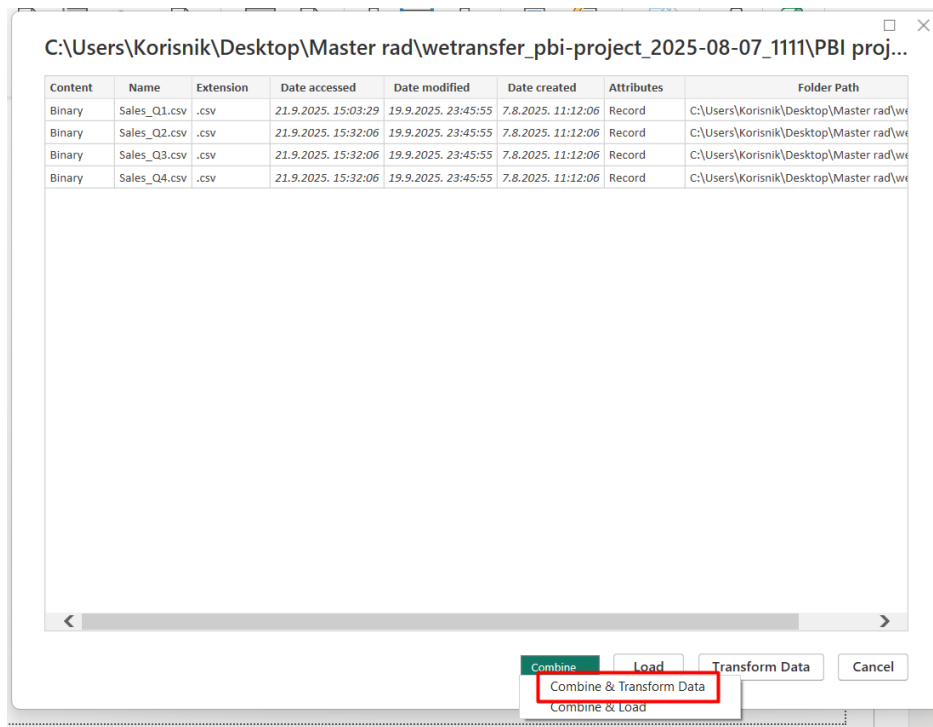 C:\Users\Korisnik\Desktop\Master rad\wetransfer_pbi-project_2025-08-07_1111\PBI proj...
Content Name Extension Date accessed Date modified Date created Attributes Folder Path
Binary Sales_Q1.csv .csv 21.9.2025. 15:03:29 19.9.2025. 23:45:55 7.8.2025. 11:12:06 Record C:\Users\Korisnik\Desktop\Master rad\we
Binary Sales_Q2.csv .csv 21.9.2025. 15:32:06 19.9.2025. 23:45:55 7.8.2025. 11:12:06 Record C:\Users\Korisnik\Desktop\Master rad\we
Binary Sales_Q3.csv .csv 21.9.2025. 15:32:06 19.9.2025. 23:45:55 7.8.2025. 11:12:06 Record C:\Users\Korisnik\Desktop\Master rad\we
Binary Sales_Q4.csv .csv 21.9.2025. 15:32:06 19.9.2025. 23:45:55 7.8.2025. 11:12:06 Record C:\Users\Korisnik\Desktop\Master rad\we
Combine Load Transform Data Cancel
Combine & Transform Data
Combine & Load